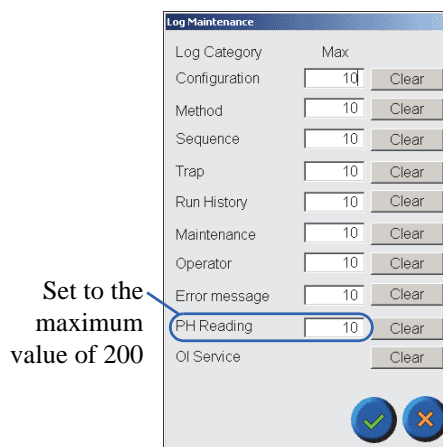 Log Maintenance
Log Category Max
Configuration 10 Clear
Method 10 Clear
Sequence 10 Clear
Trap 10 Clear
Run History 10 Clear
Maintenance 10 Clear
Operator 10 Clear
Error message 10 Clear
PH Reading 10 Clear
OI Service Clear
Set to the
maximum
value of 200